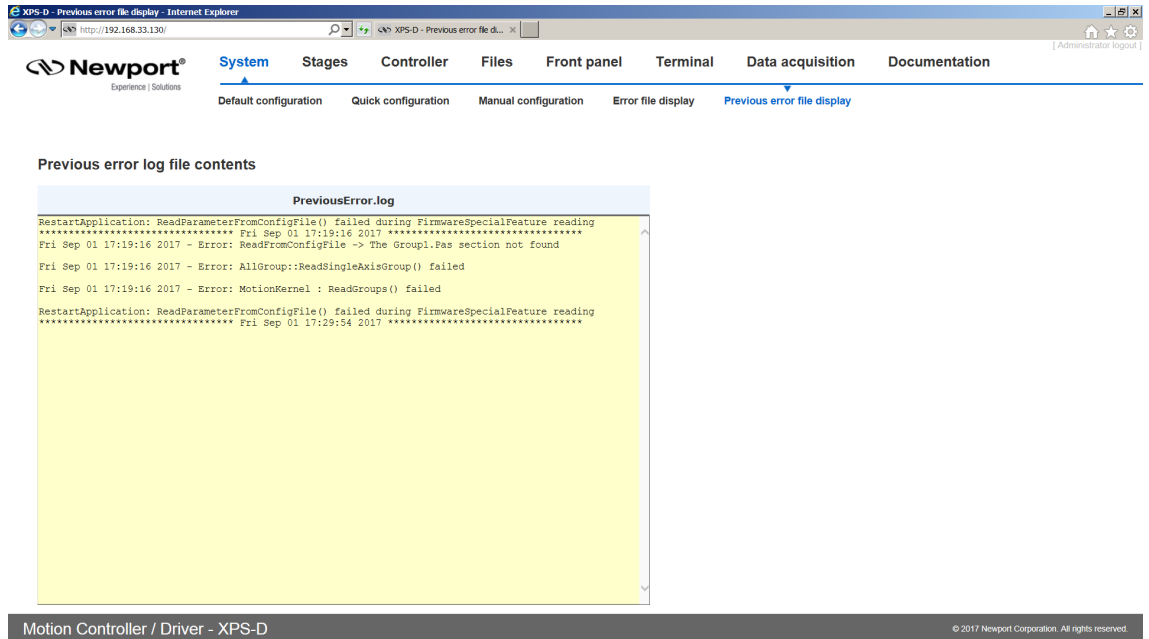 XPS-D - Previous error file display - Internet Explorer
http://192.168.33.130/
XPS-D - Previous error file di...
[ Administrator logout ]
Newport®
Experience | Solutions
System Stages Controller Files Front panel Terminal Data acquisition Documentation
Default configuration Quick configuration Manual configuration Error file display Previous error file display
Previous error log file contents
PreviousError.log
RestartApplication: ReadParameterFromConfigFile() failed during FirmwareSpecialFeature reading
********************************* Fri Sep 01 17:19:16 2017 *********************************
Fri Sep 01 17:19:16 2017 - Error: ReadFromConfigFile -> The Group1.Pas section not found
Fri Sep 01 17:19:16 2017 - Error: AllGroup::ReadSingleAxisGroup() failed
Fri Sep 01 17:19:16 2017 - Error: MotionKernel : ReadGroups() failed
RestartApplication: ReadParameterFromConfigFile() failed during FirmwareSpecialFeature reading
********************************* Fri Sep 01 17:29:54 2017 *********************************
Motion Controller / Driver - XPS-D
© 2017 Newport Corporation. All rights reserved.